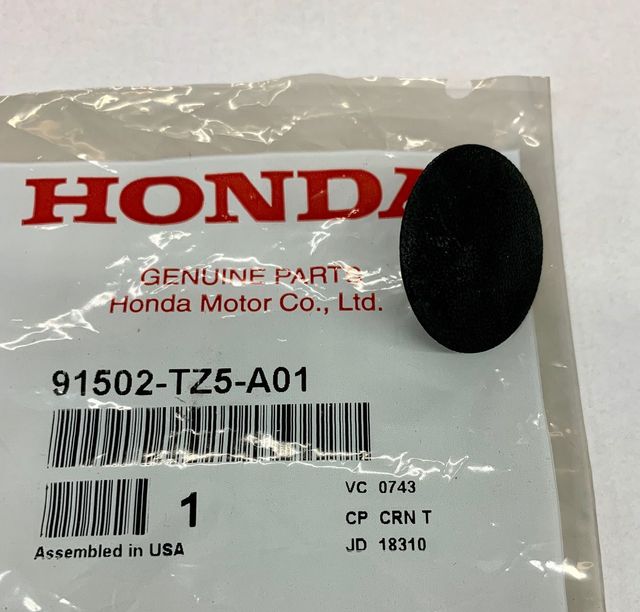 HONDA
GENUINE PARTS
Honda Motor Co., Ltd.
91502-TZ5-A01
1
VC 0743
CP CRN T
JD 18310
Assembled in USA